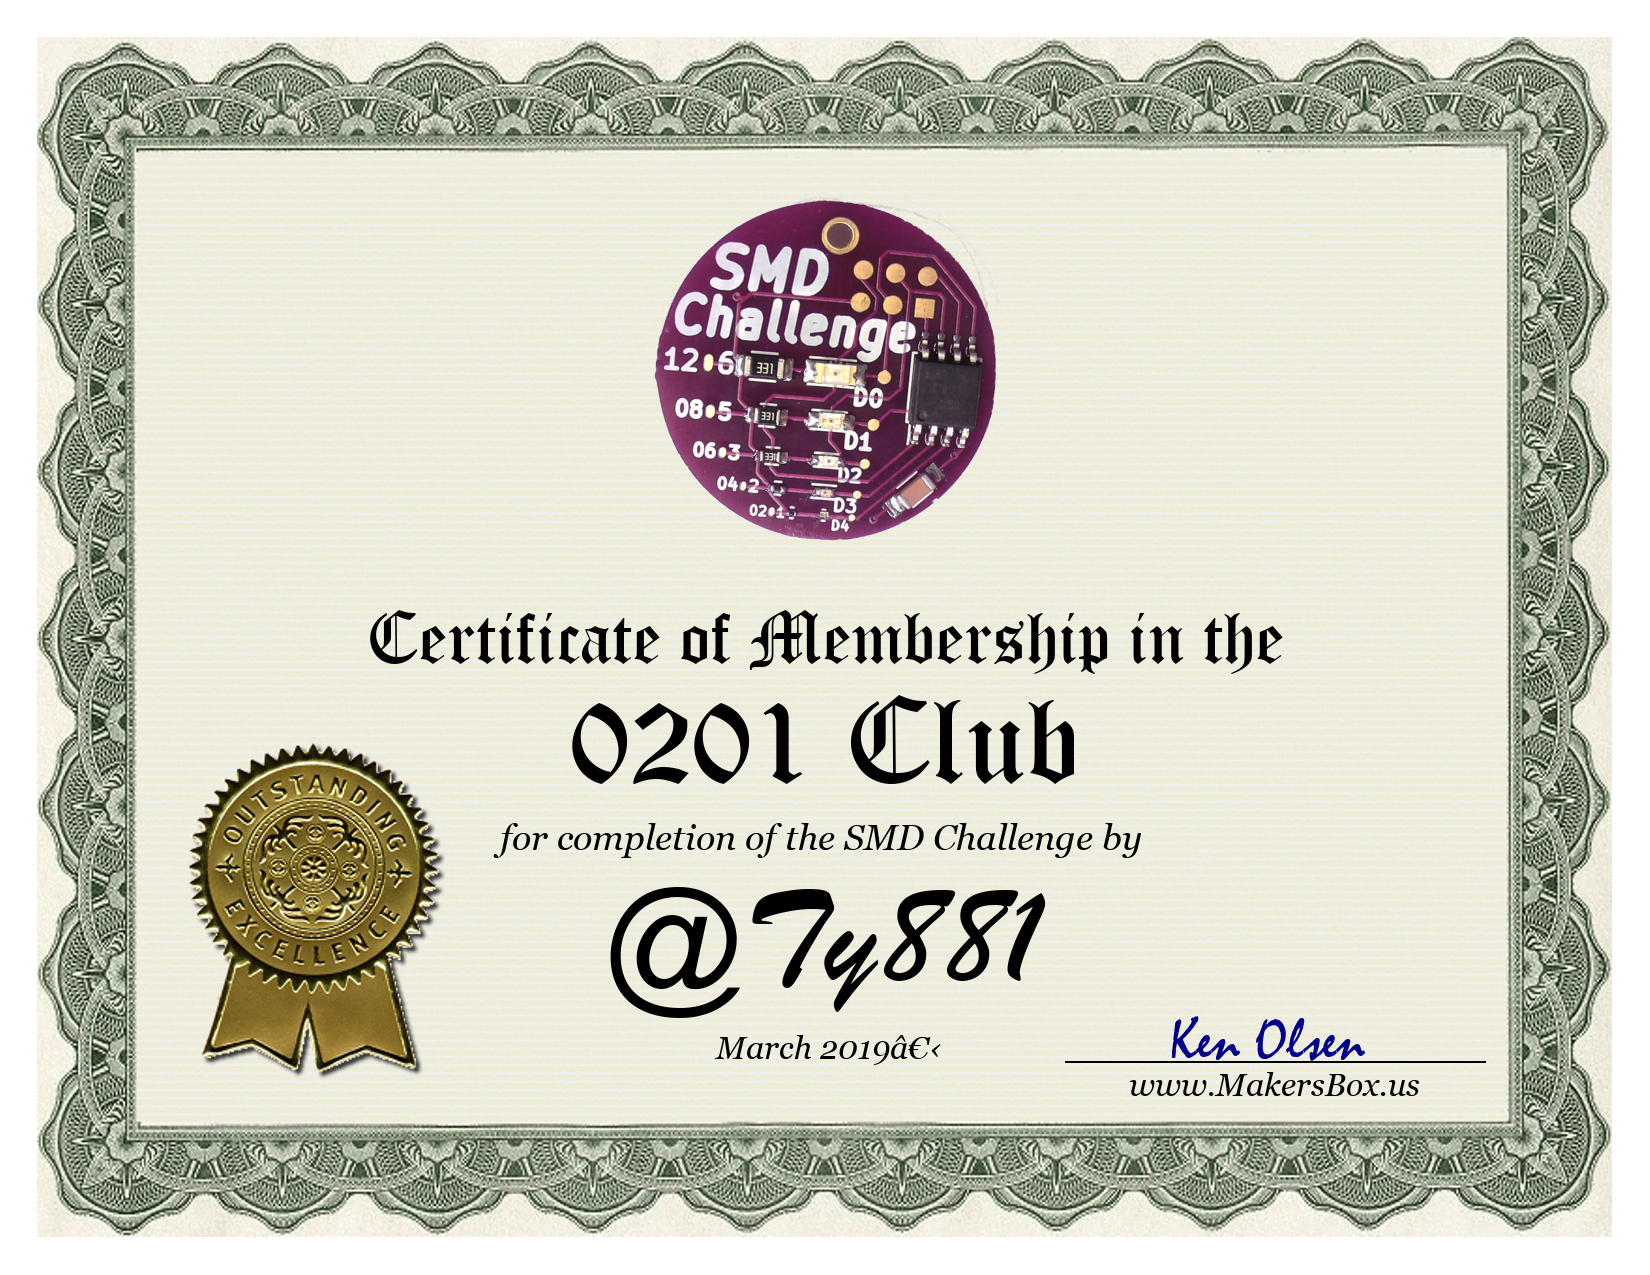 SMD
Challenge
12•6 331
D0
08•5 331
D1
06•3 331
D2
04•2
D3
02•1
D4
Certificate of Membership in the
0201 Club
for completion of the SMD Challenge by
@Ty881
March 2019â€‹
Ken Olsen
www.MakersBox.us
OUTSTANDING
EXCELLENCE